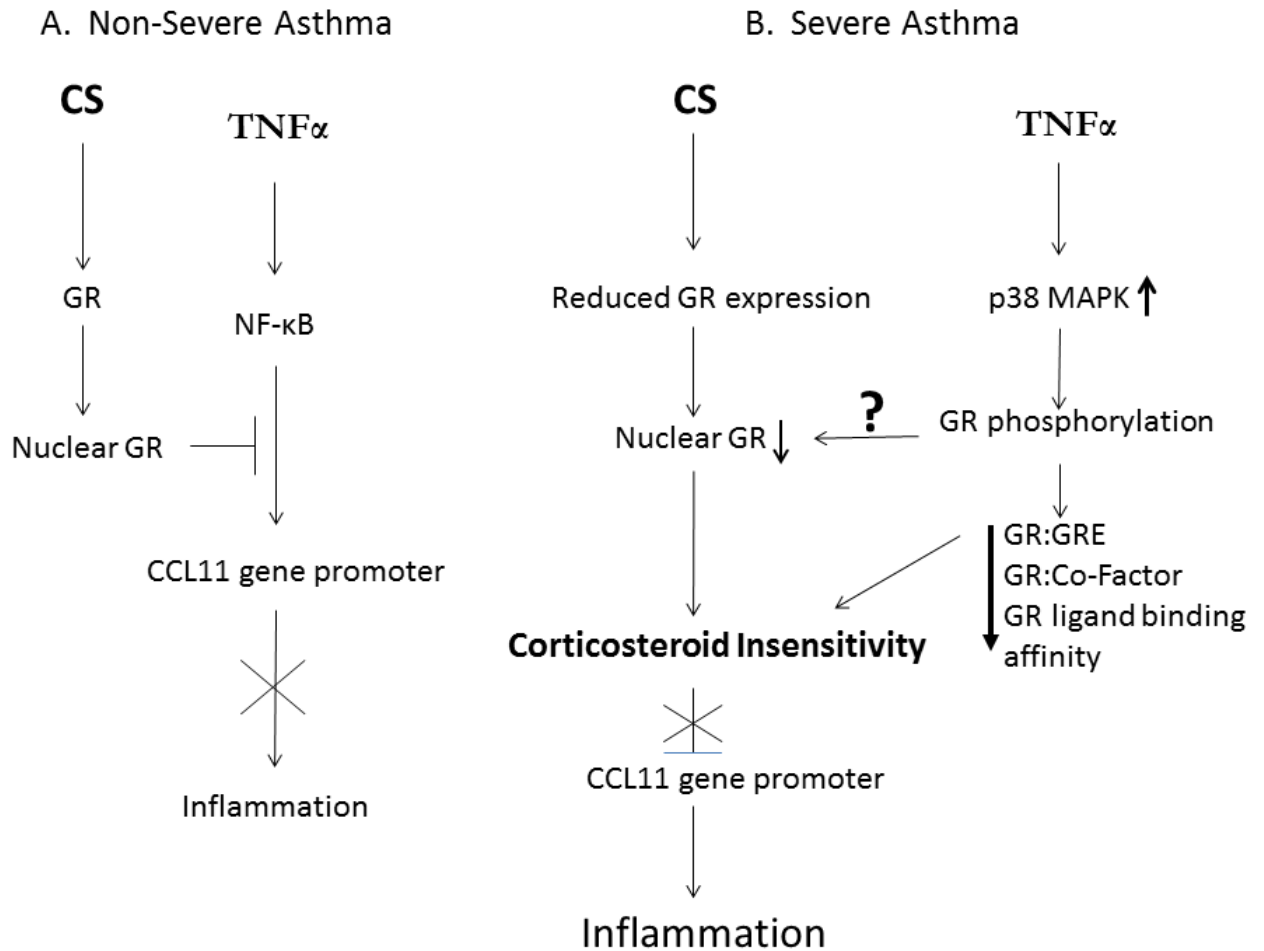 A. Non-Severe Asthma
CS
TNFα
GR
NF-κB
Nuclear GR
CCL11 gene promoter
Inflammation
B. Severe Asthma
CS
TNFα
Reduced GR expression
p38 MAPK
?
GR phosphorylation
Nuclear GR
GR:GRE
GR:Co-Factor
GR ligand binding
affinity
Corticosteroid Insensitivity
CCL11 gene promoter
Inflammation